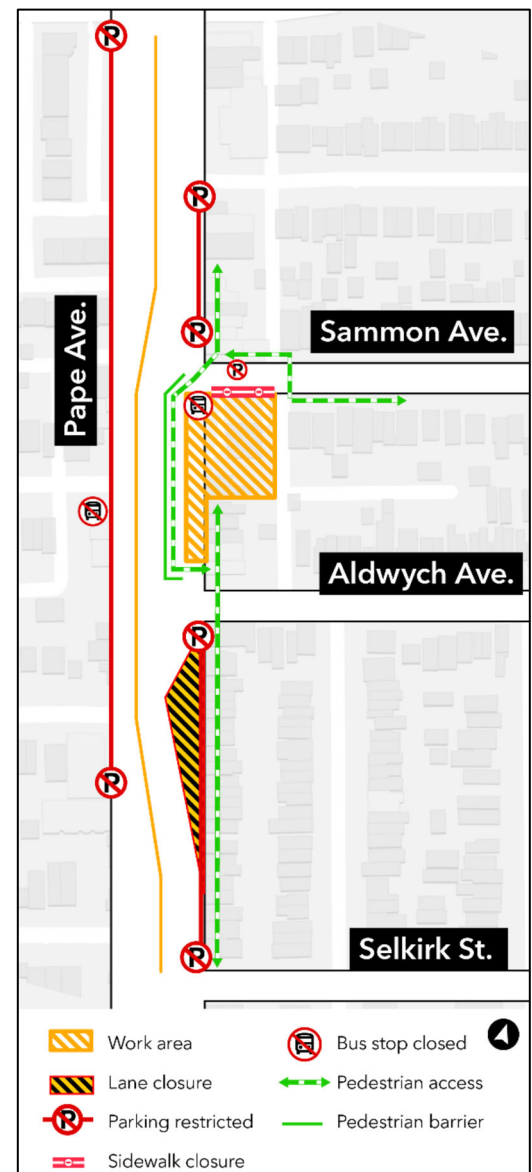 Sammon Ave.
Pape Ave.
Aldwych Ave.
Selkirk St.
Work area
Bus stop closed
Lane closure
Pedestrian access
Parking restricted
Pedestrian barrier
Sidewalk closure